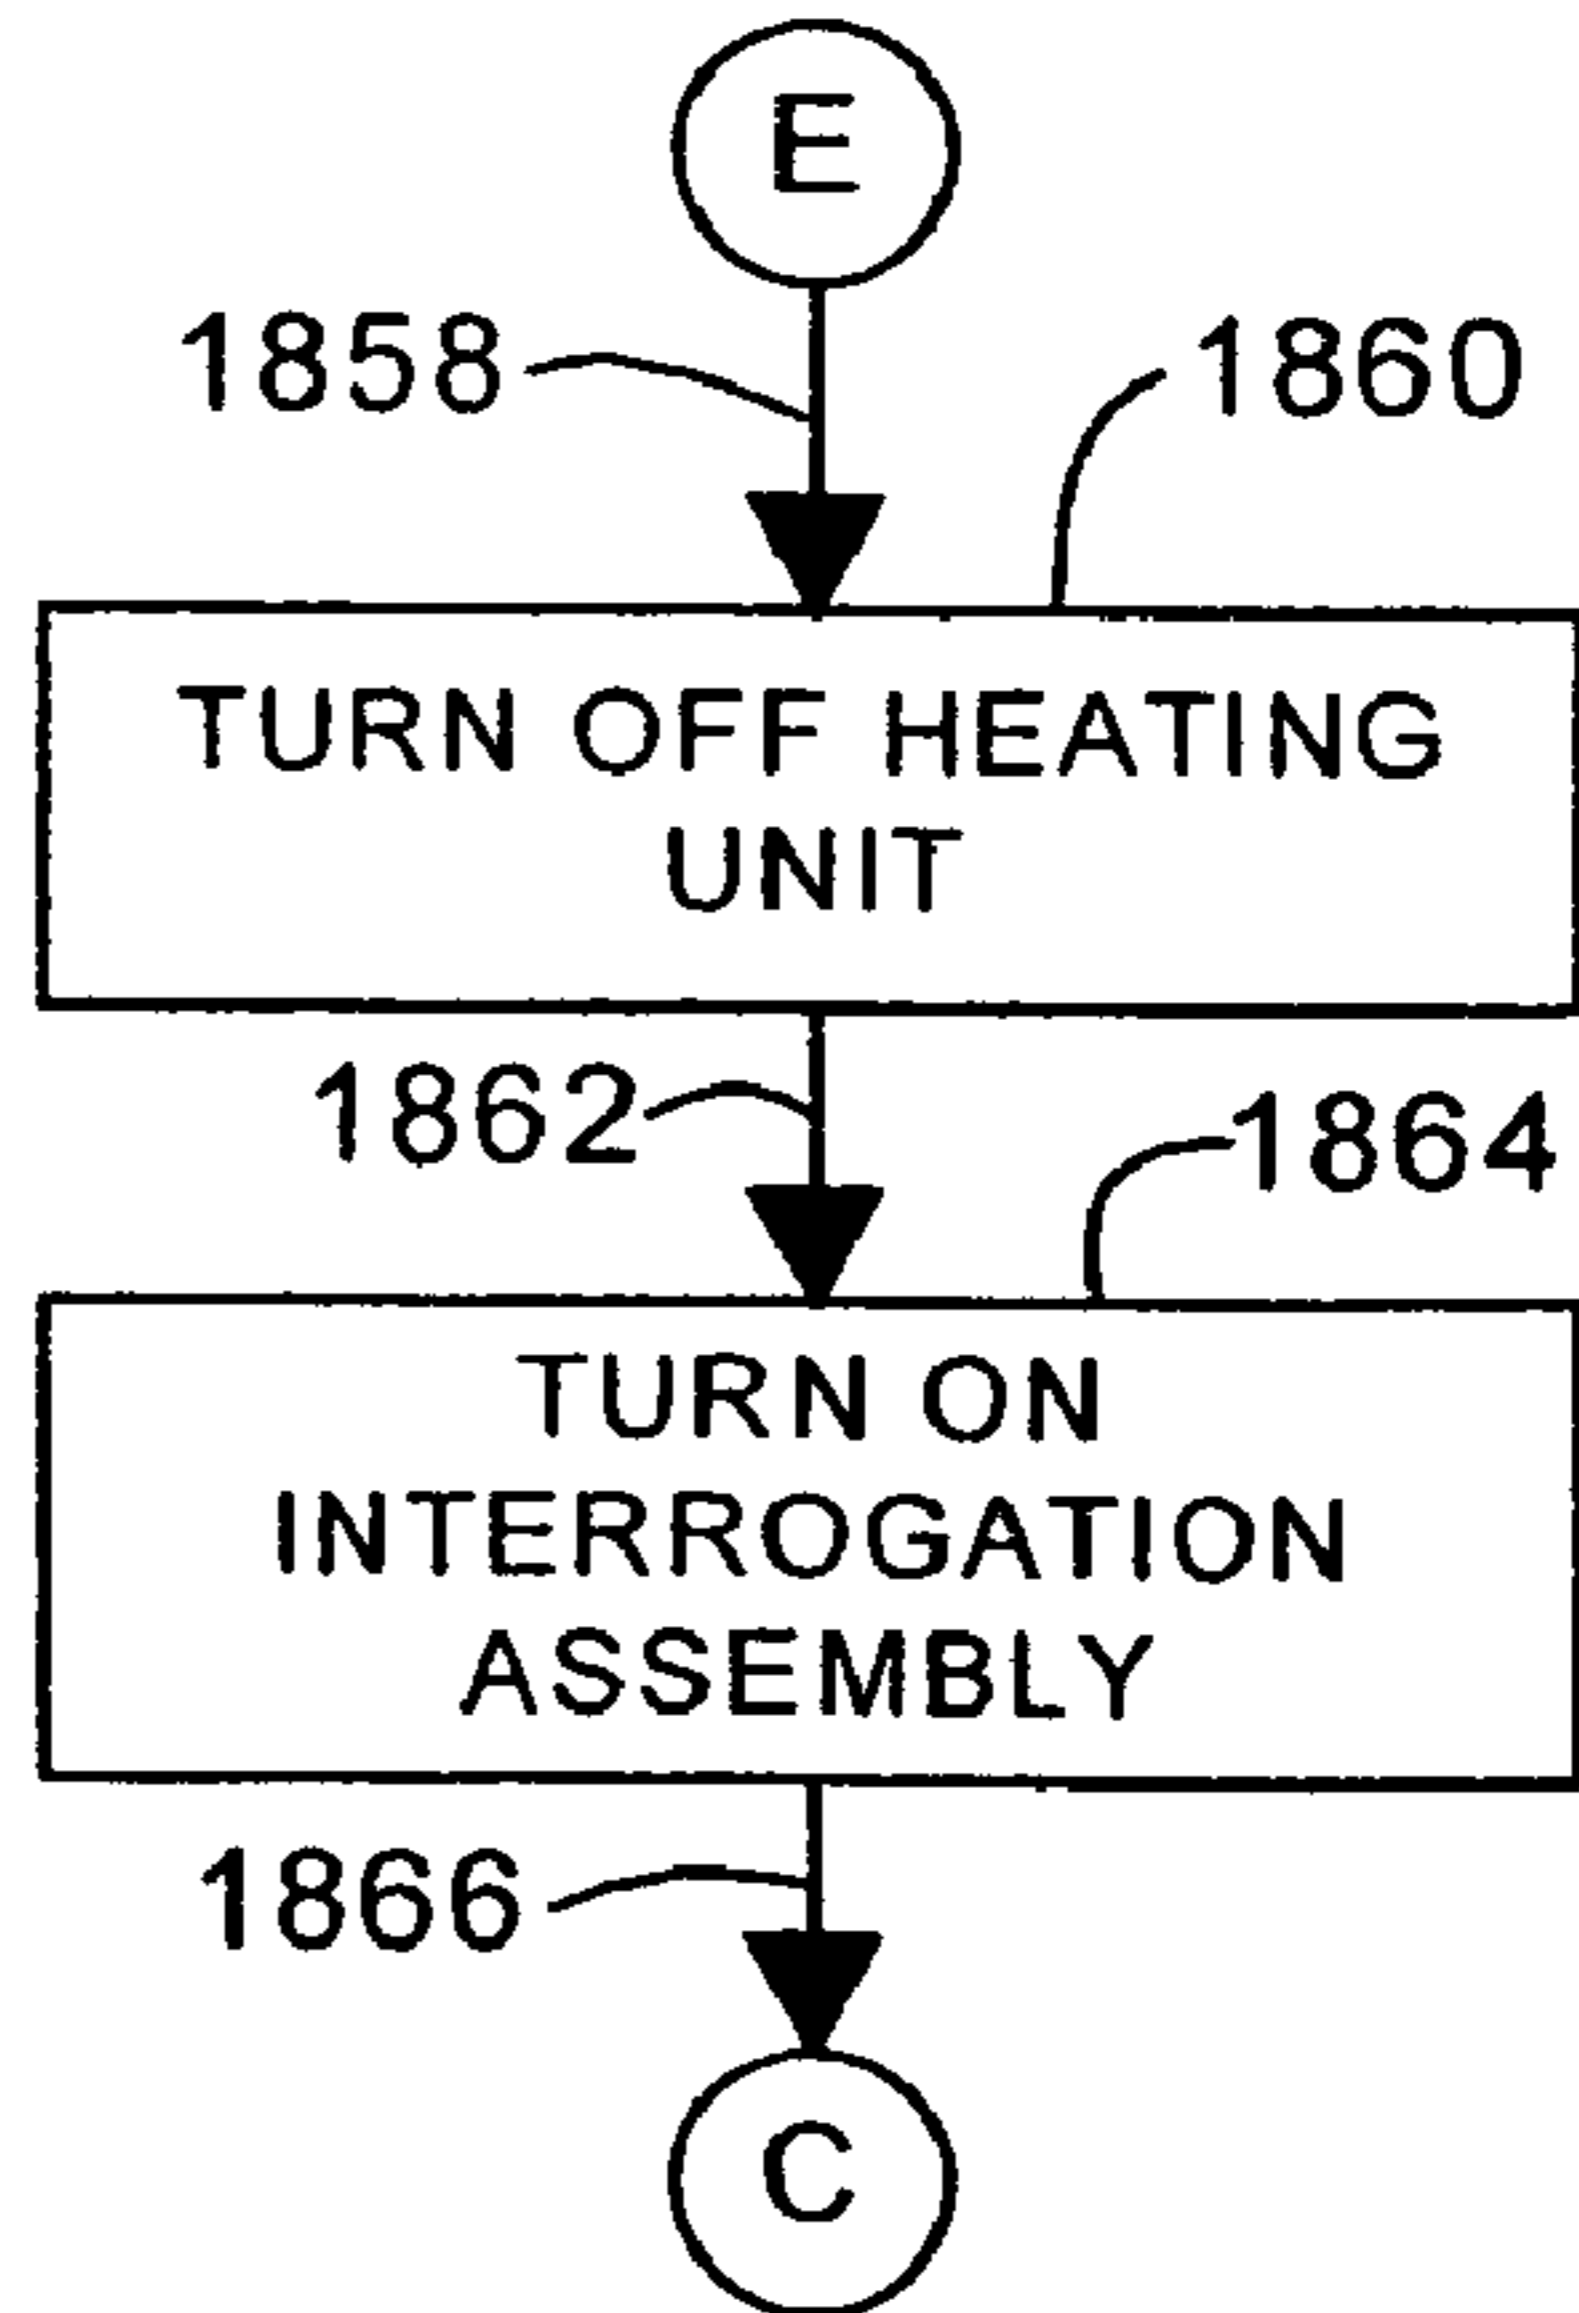 E
1858
1860
TURN OFF HEATING
UNIT
1862
1864
TURN ON
INTERROGATION
ASSEMBLY
1866
C